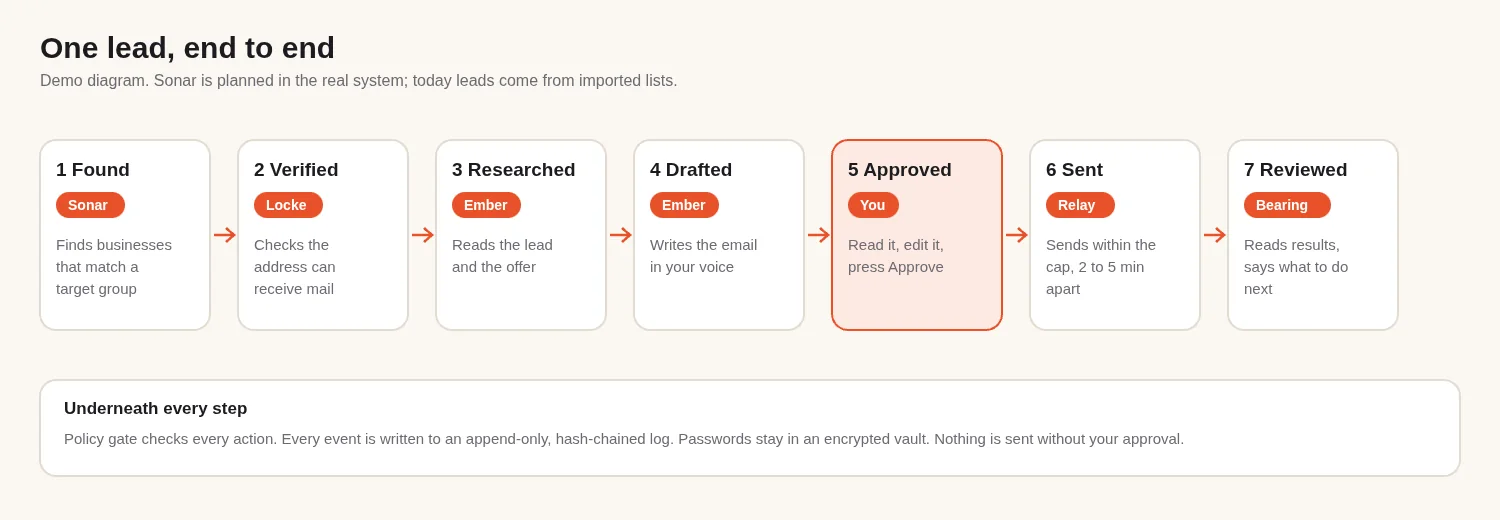 One lead, end to end
Demo diagram. Sonar is planned in the real system; today leads come from imported lists.
1 Found
Sonar
Finds businesses
that match a
target group
2 Verified
Locke
Checks the
address can
receive mail
3 Researched
Ember
Reads the lead
and the offer
4 Drafted
Ember
Writes the email
in your voice
5 Approved
You
Read it, edit it,
press Approve
6 Sent
Relay
Sends within the
cap, 2 to 5 min
apart
7 Reviewed
Bearing
Reads results,
says what to do
next
Underneath every step
Policy gate checks every action. Every event is written to an append-only, hash-chained log. Passwords stay in an encrypted vault. Nothing is sent without your approval.